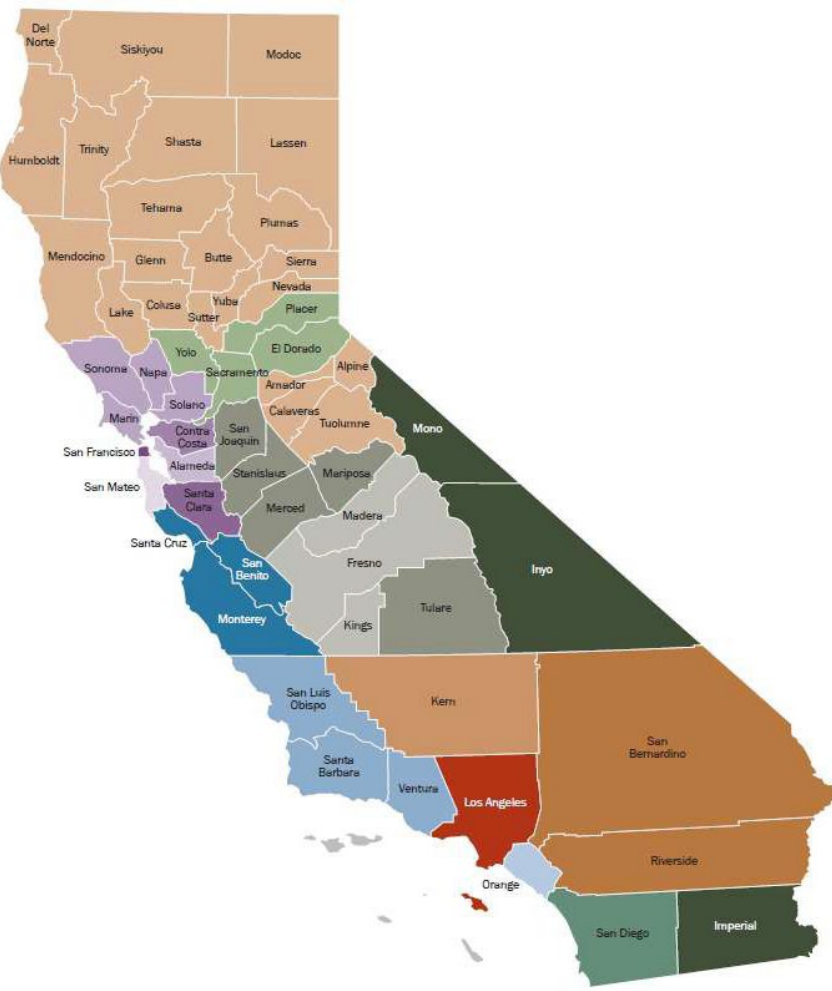 Del
Norte
Siskiyou
Modoc
Humboldt
Trinity
Shasta
Lassen
Tehama
Plumas
Mendocino
Glenn
Butte
Sierra
Nevada
Lake
Colusa
Sutter
Yuba
Placer
Sonoma
Napa
Yolo
Sacramento
El Dorado
Alpine
Amador
Solano
Marin
Calaveras
Tuolumne
Mono
San Francisco
Contra
Costa
San
Joaquin
Alameda
San Mateo
Santa
Clara
Stanislaus
Mariposa
Merced
Madera
Santa Cruz
San
Benito
Fresno
Inyo
Monterey
Kings
Tulare
San Luis
Obispo
Kern
San
Bernardino
Santa
Barbara
Ventura
Los Angeles
Riverside
Orange
San Diego
Imperial